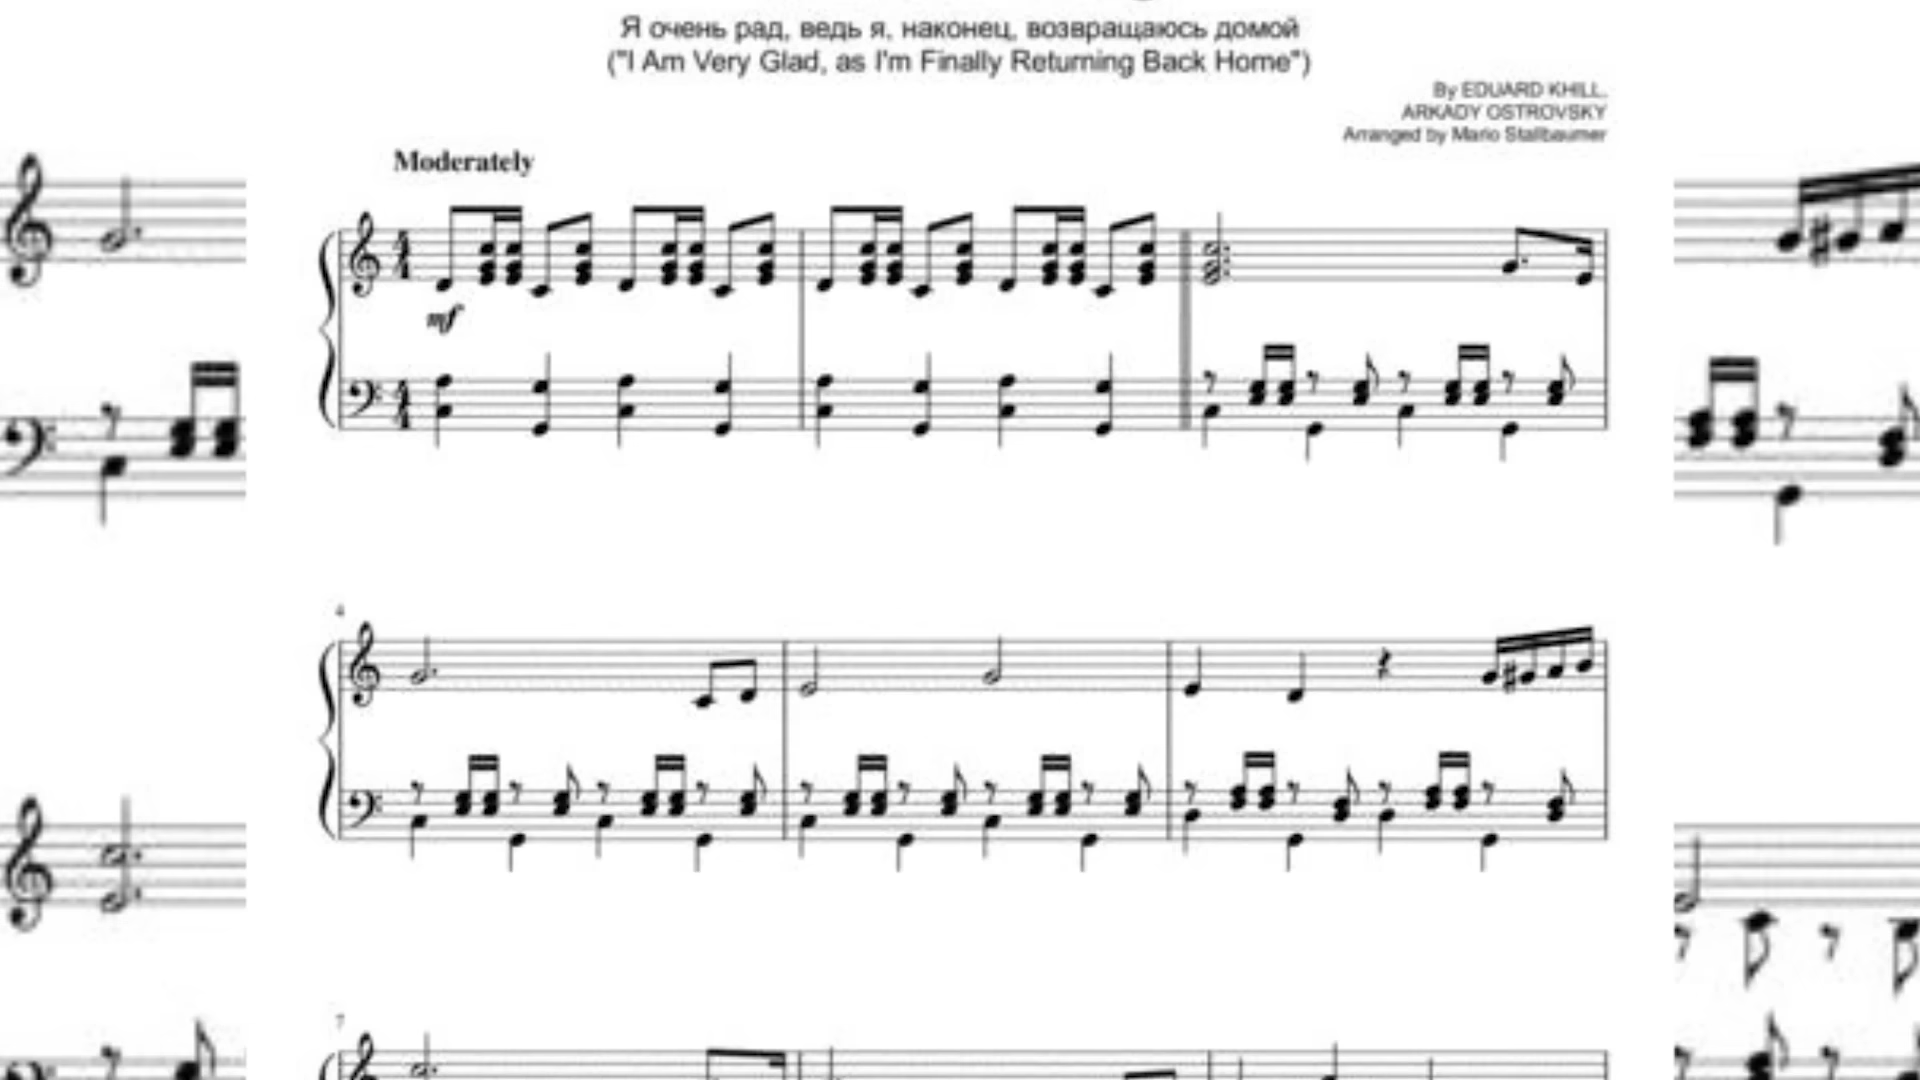 Я очень рад, ведь я, наконец, возвращаюсь домой
("I Am Very Glad, as I'm Finally Returning Back Home")
By EDUARD KHILL,
ARKADY OSTROVSKY
Arranged by Mario Stallbaumer
Moderately
mf
4
7